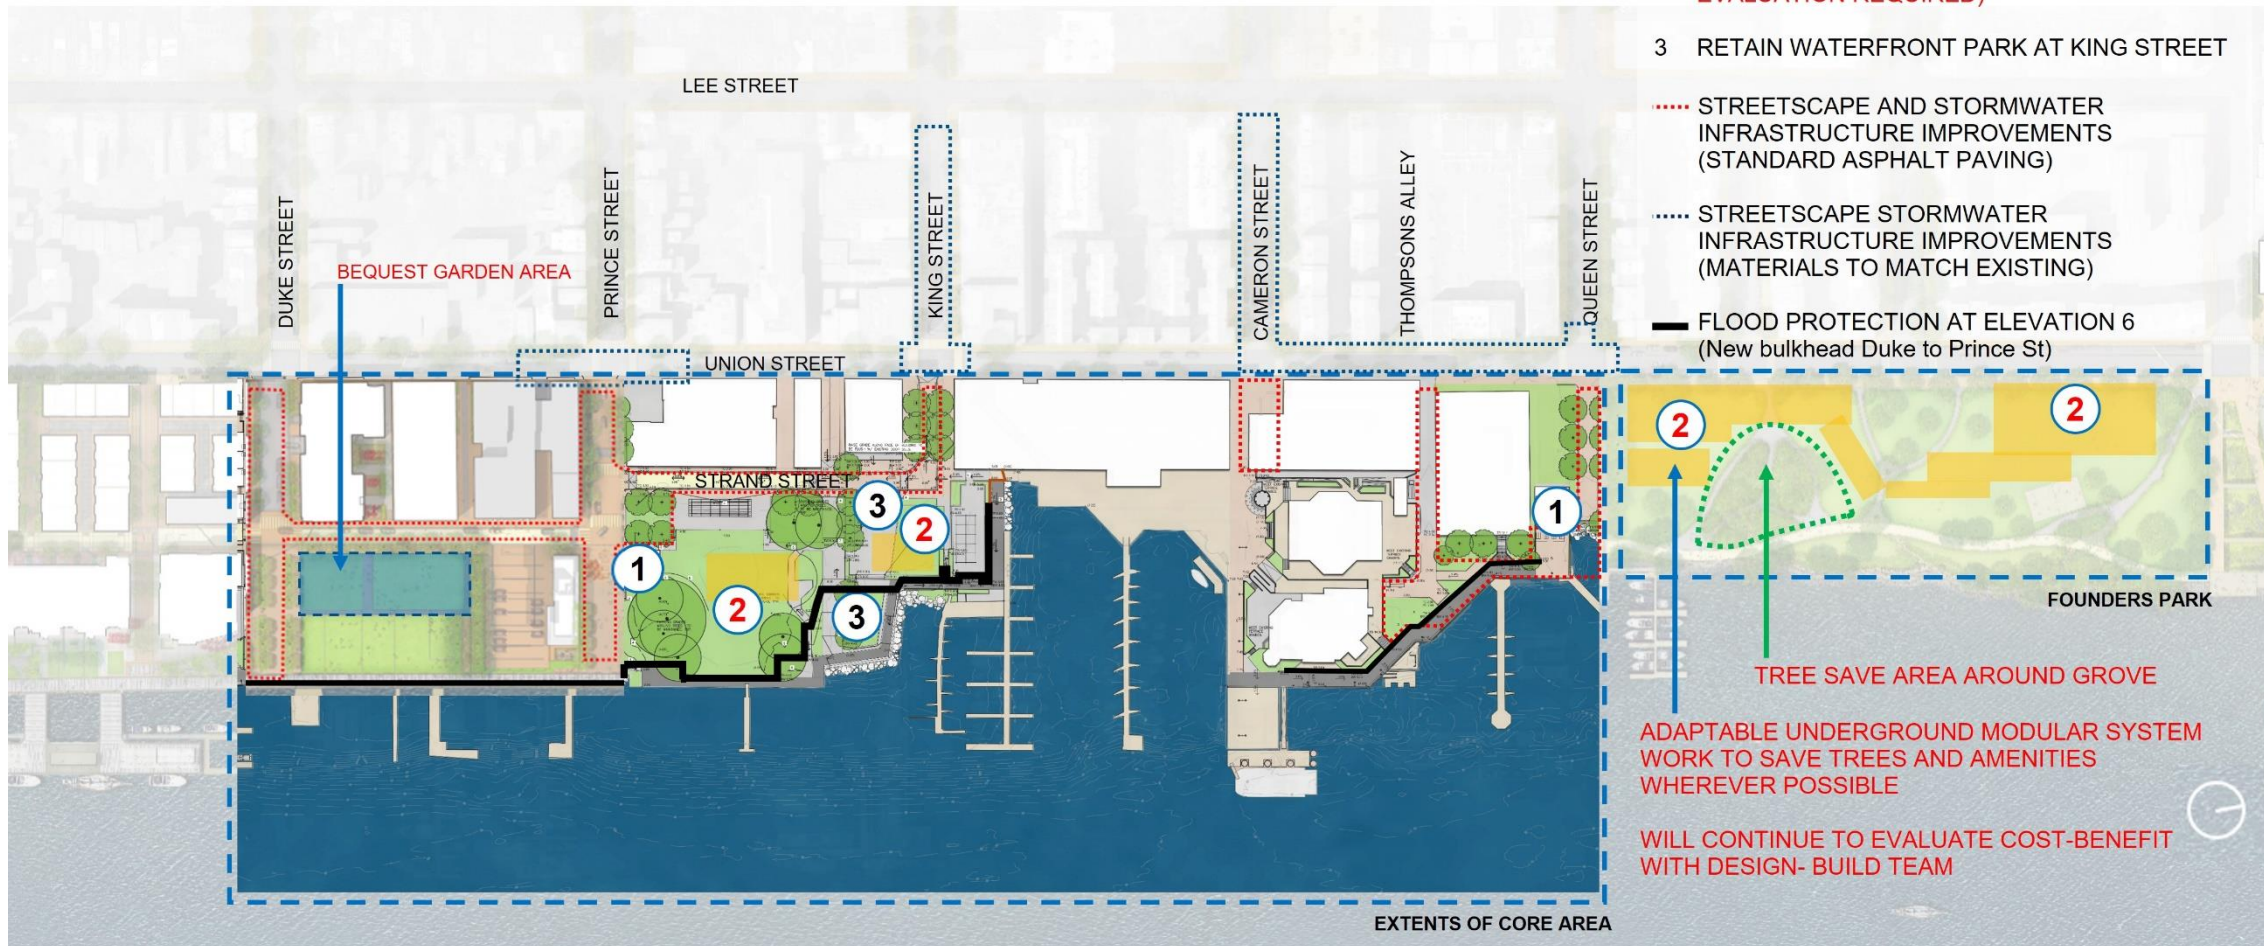 EVALUATION REQUIRED)
3 RETAIN WATERFRONT PARK AT KING STREET
STREETSCAPE AND STORMWATER
INFRASTRUCTURE IMPROVEMENTS
(STANDARD ASPHALT PAVING)
STREETSCAPE STORMWATER
INFRASTRUCTURE IMPROVEMENTS
(MATERIALS TO MATCH EXISTING)
FLOOD PROTECTION AT ELEVATION 6
(New bulkhead Duke to Prince St)
LEE STREET
DUKE STREET
PRINCE STREET
KING STREET
CAMERON STREET
THOMPSONS ALLEY
QUEEN STREET
BEQUEST GARDEN AREA
UNION STREET
STRAND STREET
2
2
3
2
1
1
2
3
FOUNDERS PARK
TREE SAVE AREA AROUND GROVE
ADAPTABLE UNDERGROUND MODULAR SYSTEM
WORK TO SAVE TREES AND AMENITIES
WHEREVER POSSIBLE
WILL CONTINUE TO EVALUATE COST-BENEFIT
WITH DESIGN- BUILD TEAM
EXTENTS OF CORE AREA